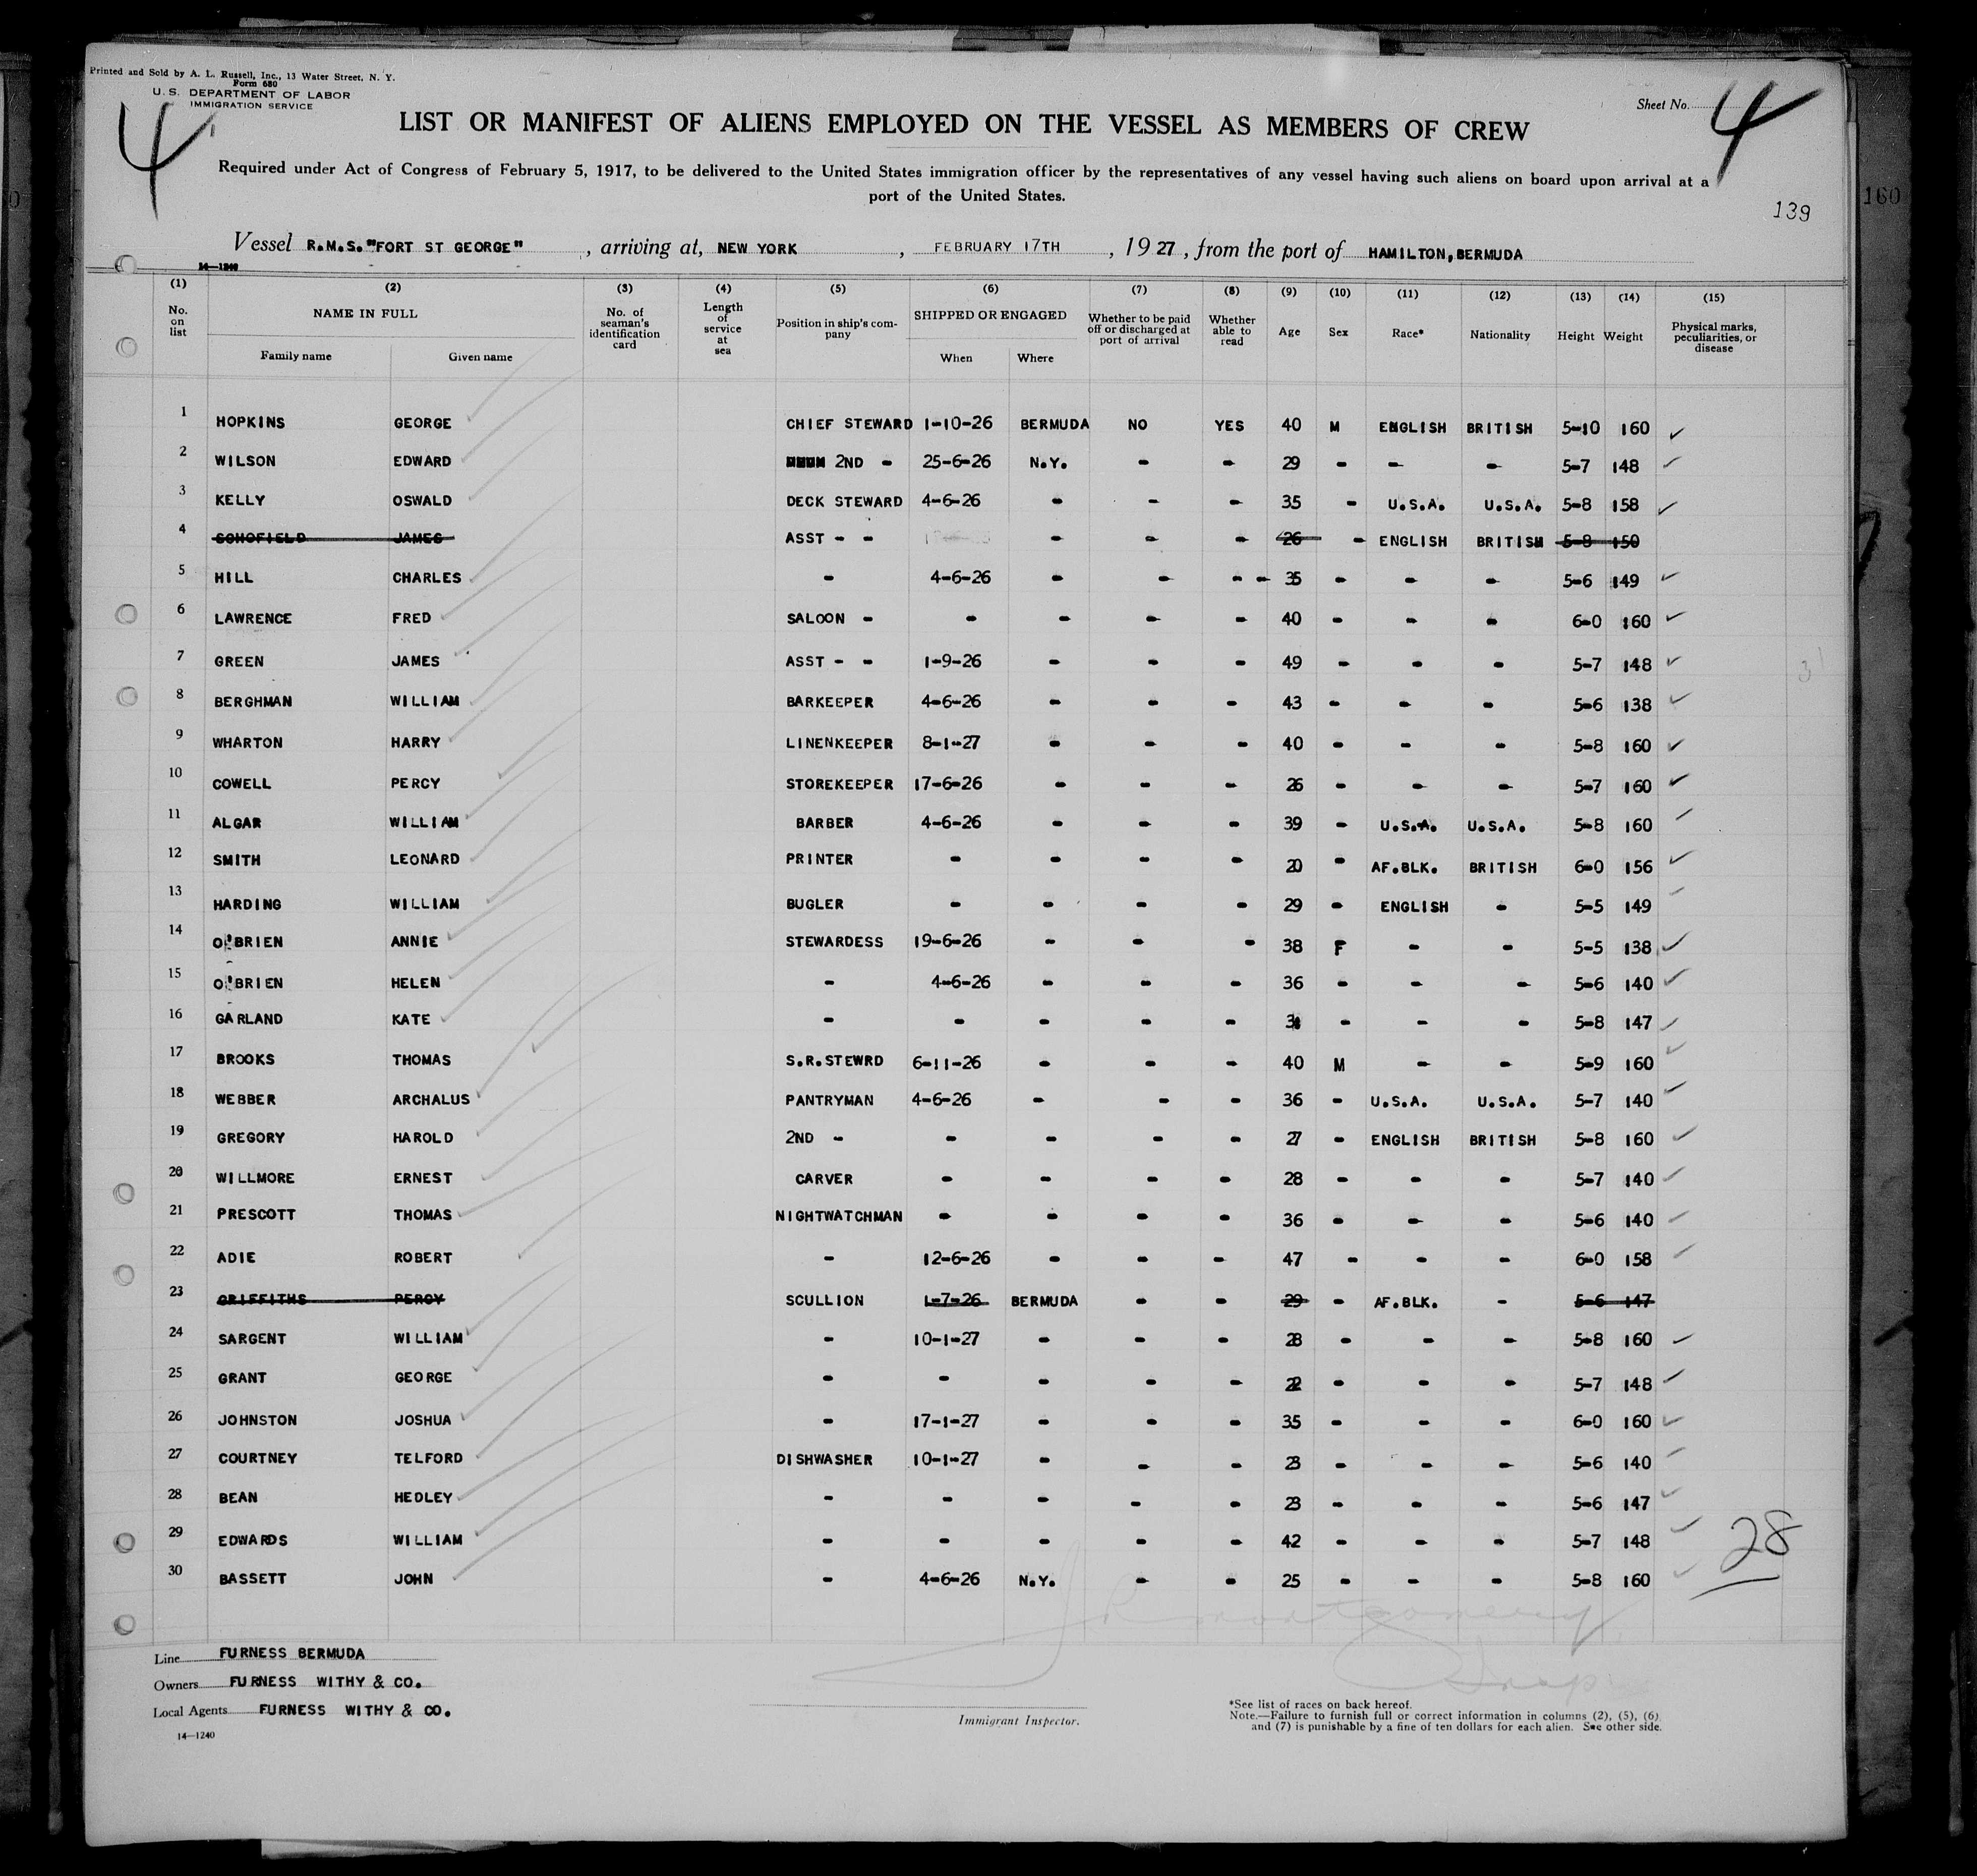 Printed and Sold by A. L. Russell, Inc., 13 Water Street, N. Y.
Form 680
U. S. DEPARTMENT OF LABOR
IMMIGRATION SERVICE
Sheet No. 4
4
LIST OR MANIFEST OF ALIENS EMPLOYED ON THE VESSEL AS MEMBERS OF CREW
Required under Act of Congress of February 5, 1917, to be delivered to the United States immigration officer by the representatives of any vessel having such aliens on board upon arrival at a
port of the United States.
139
160
Vessel R.M.S. "FORT ST GEORGE" , arriving at, NEW YORK , FEBRUARY 17TH , 1927 , from the port of HAMILTON, BERMUDA
14—1240
(1) (2) (3) (4) (5) (6) (7) (8) (9) (10) (11) (12) (13) (14) (15)
No. on list NAME IN FULL Family name Given name No. of seaman's identification card Length of service at sea Position in ship's company SHIPPED OR ENGAGED When Where Whether to be paid off or discharged at port of arrival Whether able to read Age Sex Race* Nationality Height Weight Physical marks, peculiarities, or disease
1 HOPKINS GEORGE CHIEF STEWARD 1-10-26 BERMUDA NO YES 40 M ENGLISH BRITISH 5-10 160
2 WILSON EDWARD 2ND - 25-6-26 N.Y. - - 29 - - - 5-7 148
3 KELLY OSWALD DECK STEWARD 4-6-26 - - - 35 - U.S.A. U.S.A. 5-8 158
4 SCHOFIELD JAMES ASST - - - - - 26 - ENGLISH BRITISH 5-8 150
5 HILL CHARLES - 4-6-26 - - - - 35 - - - 5-6 149
6 LAWRENCE FRED SALOON - - - - - 40 - - - 6-0 160
7 GREEN JAMES ASST - - 1-9-26 - - - 49 - - - 5-7 148
8 BERGHMAN WILLIAM BARKEEPER 4-6-26 - - - 43 - - - 5-6 138
9 WHARTON HARRY LINENKEEPER 8-1-27 - - - 40 - - - 5-8 160
10 COWELL PERCY STOREKEEPER 17-6-26 - - - 26 - - - 5-7 160
11 ALGAR WILLIAM BARBER 4-6-26 - - - 39 - U.S.A. U.S.A. 5-8 160
12 SMITH LEONARD PRINTER - - - - 20 - AF.BLK. BRITISH 6-0 156
13 HARDING WILLIAM BUGLER - - - - 29 - ENGLISH - 5-5 149
14 O'BRIEN ANNIE STEWARDESS 19-6-26 - - - 38 F - - 5-5 138
15 O'BRIEN HELEN - 4-6-26 - - - 36 - - - 5-6 140
16 GARLAND KATE - - - - - - - - 5-8 147
17 BROOKS THOMAS S.R.STEWRD 6-11-26 - - - 40 M - - 5-9 160
18 WEBBER ARCHALUS PANTRYMAN 4-6-26 - - - 36 - U.S.A. U.S.A. 5-7 140
19 GREGORY HAROLD 2ND - - - - - 27 - ENGLISH BRITISH 5-8 160
20 WILLMORE ERNEST CARVER - - - - 28 - - - 5-7 140
21 PRESCOTT THOMAS NIGHTWATCHMAN - - - - 36 - - - 5-6 140
22 ADIE ROBERT - 12-6-26 - - - 47 - - - 6-0 158
23 GRIFFITHS PERCY SCULLION 1-7-26 BERMUDA - - 29 - AF.BLK. - 5-6 147
24 SARGENT WILLIAM - 10-1-27 - - - 28 - - - 5-8 160
25 GRANT GEORGE - - - - - 22 - - - 5-7 148
26 JOHNSTON JOSHUA - 17-1-27 - - - 35 - - - 6-0 160
27 COURTNEY TELFORD DISHWASHER 10-1-27 - - - 23 - - - 5-6 140
28 BEAN HEDLEY - - - - - 23 - - - 5-6 147
29 EDWARDS WILLIAM - - - - - 42 - - - 5-7 148
30 BASSETT JOHN - 4-6-26 N.Y. - - 25 - - - 5-8 160
28
Line FURNESS BERMUDA
Owners FURNESS WITHY & CO.
Local Agents FURNESS WITHY & CO.
14—1240
Immigrant Inspector.
*See list of races on back hereof.
Note.—Failure to furnish full or correct information in columns (2), (5), (6)
and (7) is punishable by a fine of ten dollars for each alien. See other side.